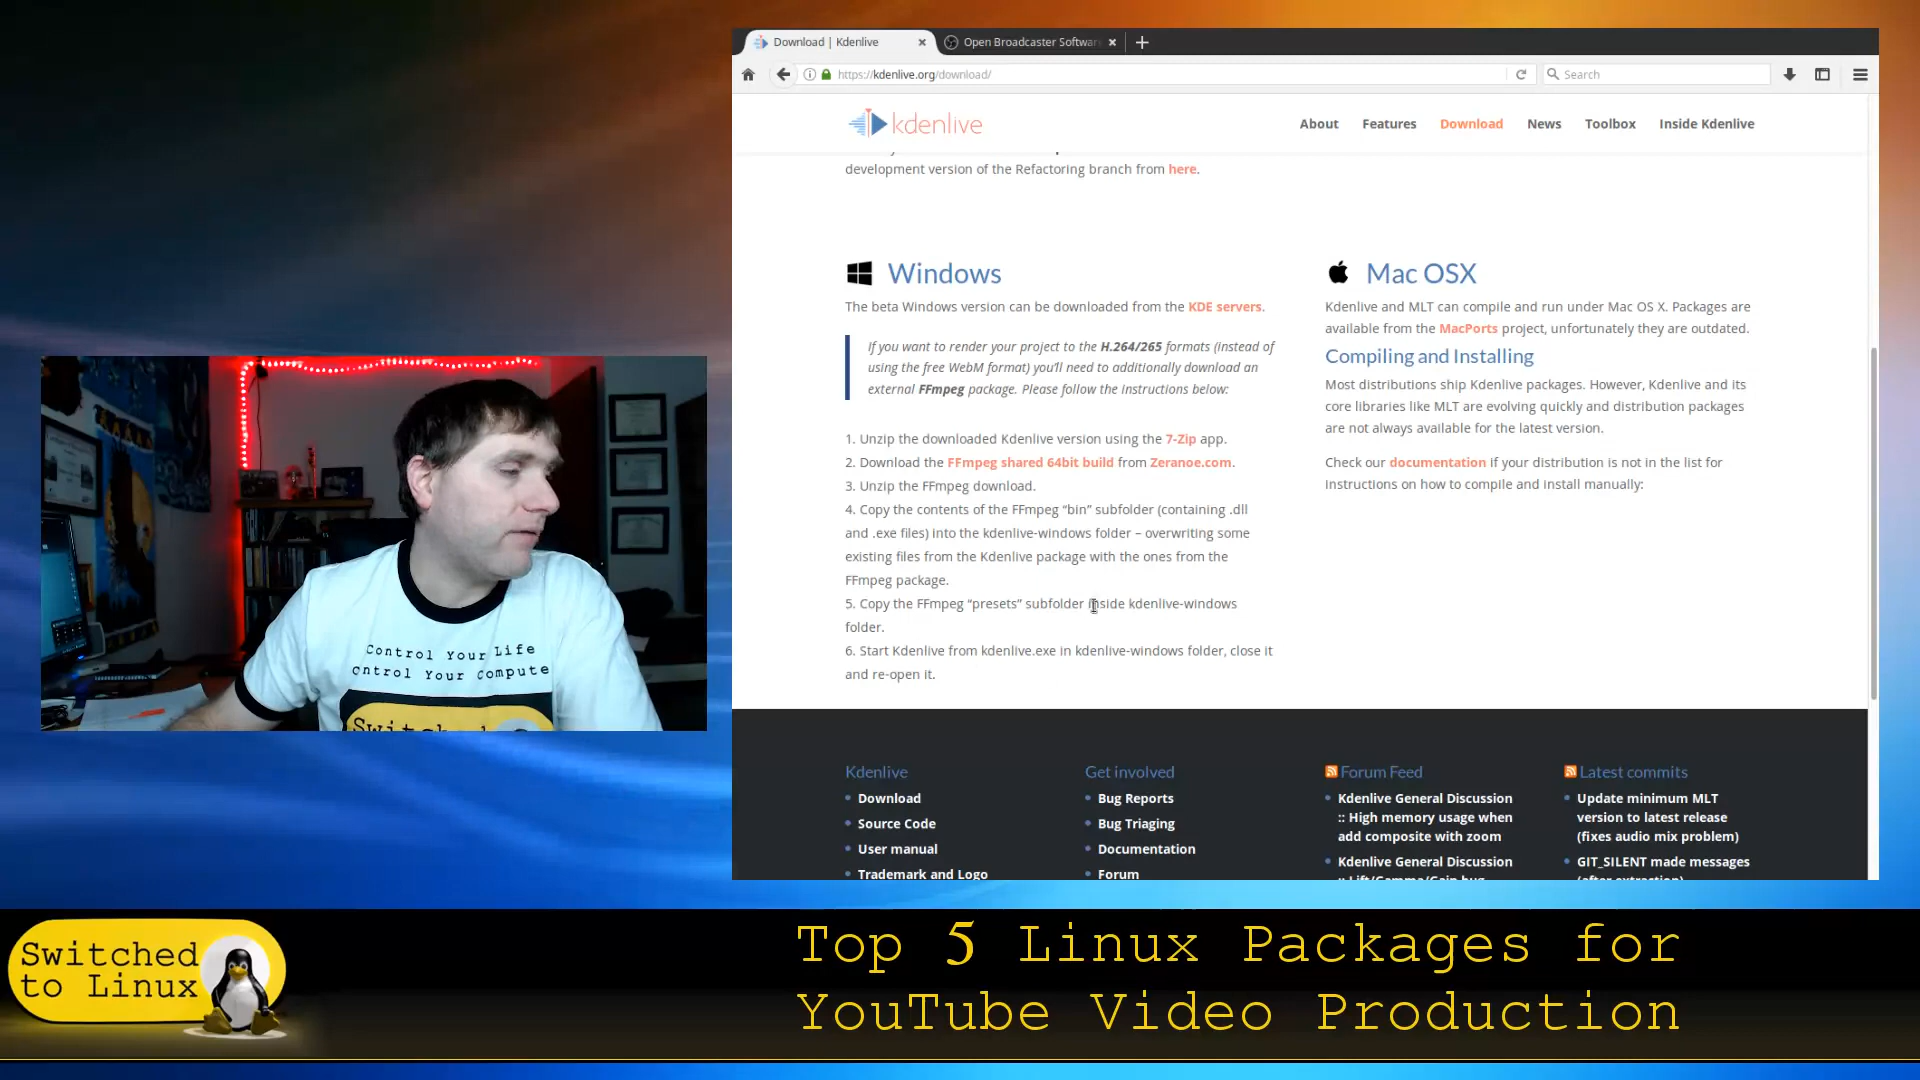 Download | Kdenlive
Open Broadcaster Software
https://kdenlive.org/download/
Search
kdenlive
About
Features
Download
News
Toolbox
Inside Kdenlive
development version of the Refactoring branch from here.
Windows
The beta Windows version can be downloaded from the KDE servers.
If you want to render your project to the H.264/265 formats (instead of
using the free WebM format) you'll need to additionally download an
external FFmpeg package. Please follow the instructions below:
1. Unzip the downloaded Kdenlive version using the 7-Zip app.
2. Download the FFmpeg shared 64bit build from Zeranoe.com.
3. Unzip the FFmpeg download.
4. Copy the contents of the FFmpeg “bin” subfolder (containing .dll
and .exe files) into the kdenlive-windows folder – overwriting some
existing files from the Kdenlive package with the ones from the
FFmpeg package.
5. Copy the FFmpeg “presets” subfolder inside kdenlive-windows
folder.
6. Start Kdenlive from kdenlive.exe in kdenlive-windows folder, close it
and re-open it.
Mac OSX
Kdenlive and MLT can compile and run under Mac OS X. Packages are
available from the MacPorts project, unfortunately they are outdated.
Compiling and Installing
Most distributions ship Kdenlive packages. However, Kdenlive and its
core libraries like MLT are evolving quickly and distribution packages
are not always available for the latest version.
Check our documentation if your distribution is not in the list for
instructions on how to compile and install manually:
Kdenlive
Download
Source Code
User manual
Trademark and Logo
Get involved
Bug Reports
Bug Triaging
Documentation
Forum
Forum Feed
Kdenlive General Discussion
:: High memory usage when
add composite with zoom
Kdenlive General Discussion
:: Lift/Gamma/Gain bug
Latest commits
Update minimum MLT
version to latest release
(fixes audio mix problem)
GIT_SILENT made messages
(after extraction)
Control Your Life
ntrol Your Compute
Switched
Switched
to Linux
Top 5 Linux Packages for
YouTube Video Production